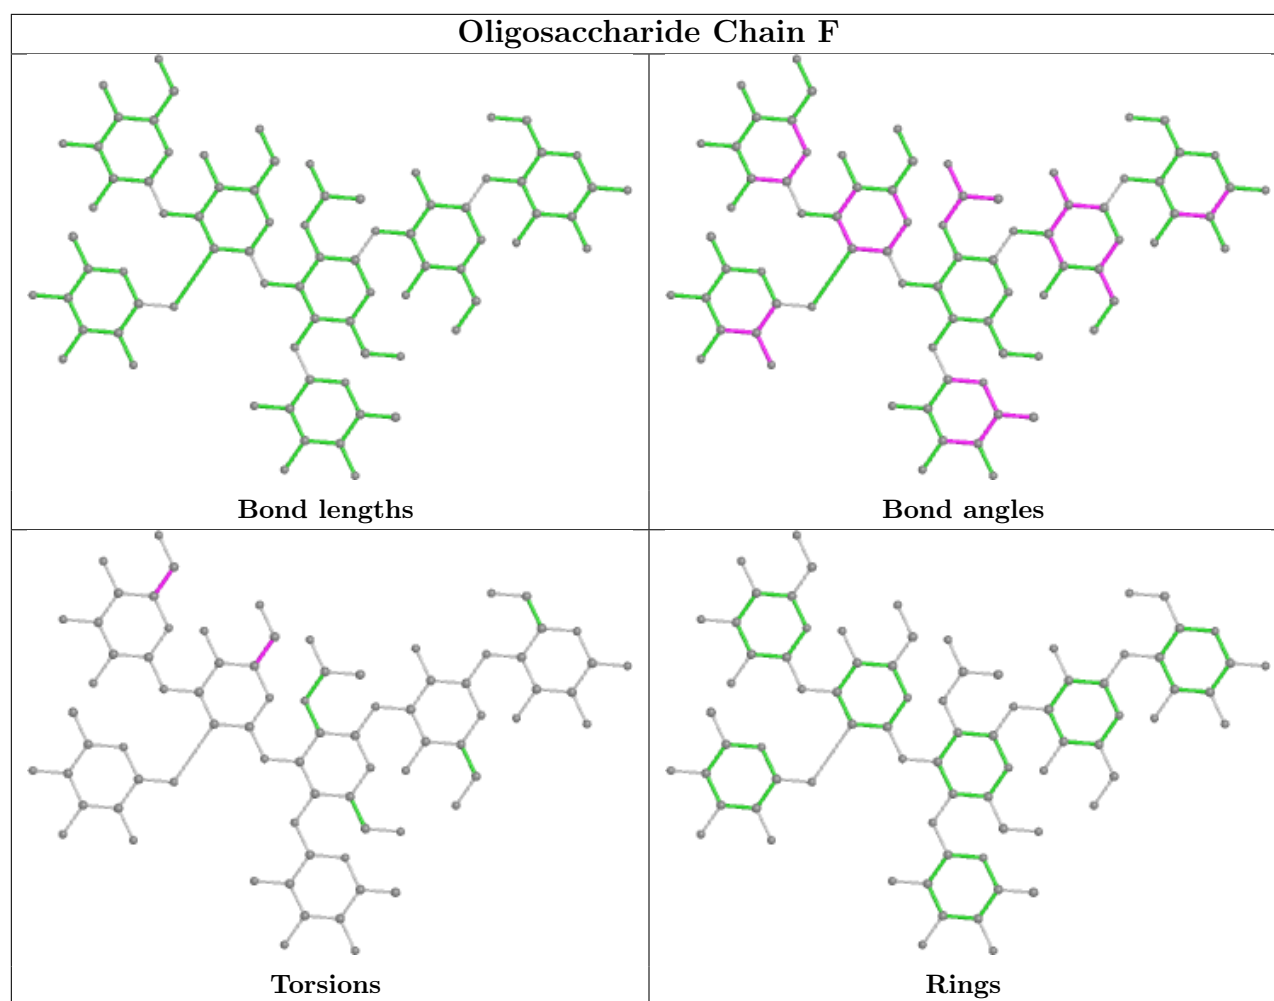 Oligosaccharide Chain F
Bond lengths
Bond angles
Torsions
Rings